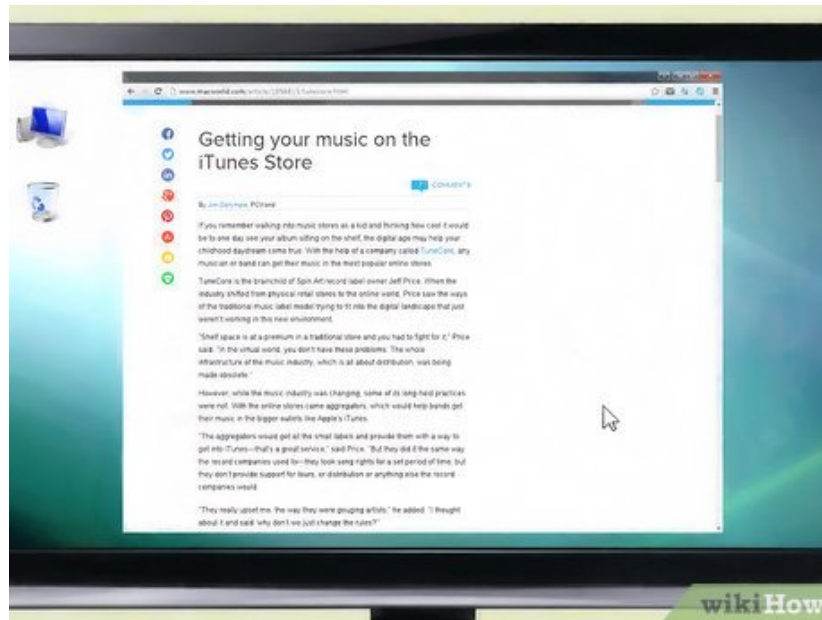 www.macworld.com/article/
Getting your music on the
iTunes Store
COMMENTS
By Jim Dalrymple, PCWorld
If you remember walking into music stores as a kid and thinking how cool it would
be to one day see your album sitting on the shelf, the digital age may help your
childhood daydream come true. With the help of a company called TuneCore, any
musician or band can get their music in the most popular online stores.
TuneCore is the brainchild of Spin Art record label owner Jeff Price. When the
industry shifted from physical retail stores to the online world, Price saw the ways
of the traditional music label model trying to fit into the digital landscape that just
weren't working in this new environment.
"Shelf space is at a premium in a traditional store and you had to fight for it," Price
said. "In the virtual world, you don't have these problems. The whole
infrastructure of the music industry, which is all about distribution, was being
made obsolete."
However, while the music industry was changing, some of its long-held practices
were not. With the online stores came aggregators, which would help bands get
their music in the bigger outlets like Apple's iTunes.
"The aggregators would get all the small labels and provide them with a way to
get into iTunes—that's a great service," said Price. "But they did it the same way
the record companies used to—they took song rights for a set period of time, but
they don't provide support for tours, or distribution or anything else the record
companies would.
"They really upset me, the way they were gouging artists," he added. "I thought
about it and said 'why don't we just change the rules?'"
wikiHow